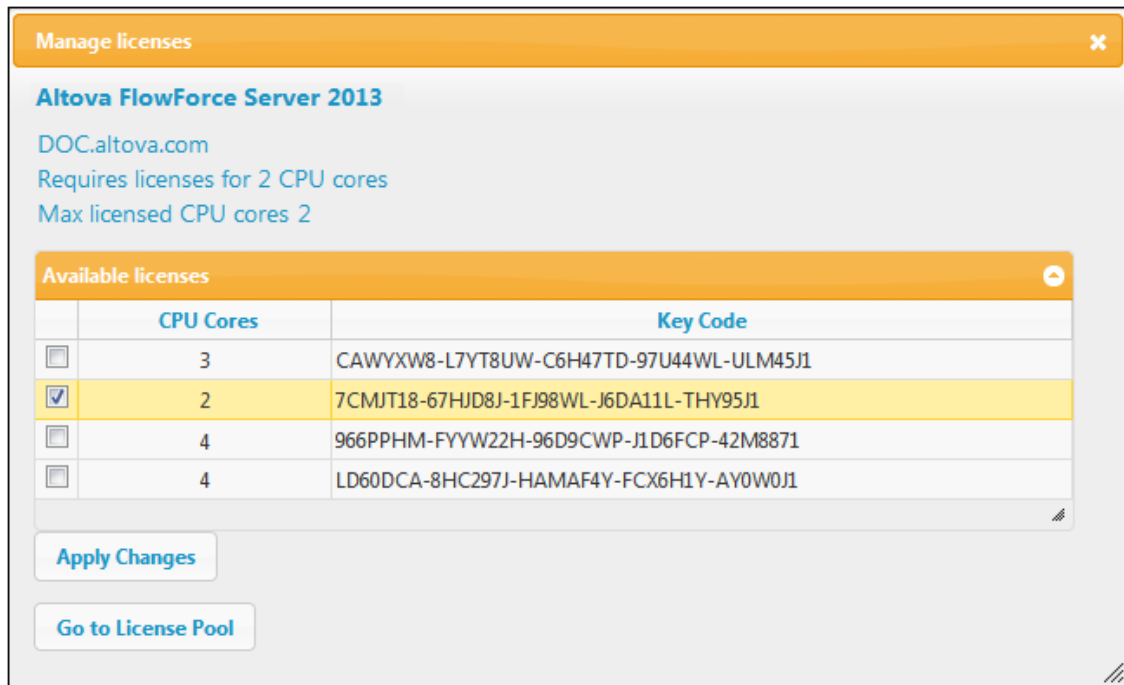 Manage licenses
Altova FlowForce Server 2013
DOC.altova.com
Requires licenses for 2 CPU cores
Max licensed CPU cores 2
Available licenses
CPU Cores Key Code
3 CAWYXW8-L7YT8UW-C6H47TD-97U44WL-ULM45J1
2 7CMJT18-67HJD8J-1FJ98WL-J6DA11L-THY95J1
4 966PPHM-FYYW22H-96D9CWP-J1D6FCP-42M8871
4 LD60DCA-8HC297J-HAMAF4Y-FCX6H1Y-AY0W0J1
Apply Changes
Go to License Pool